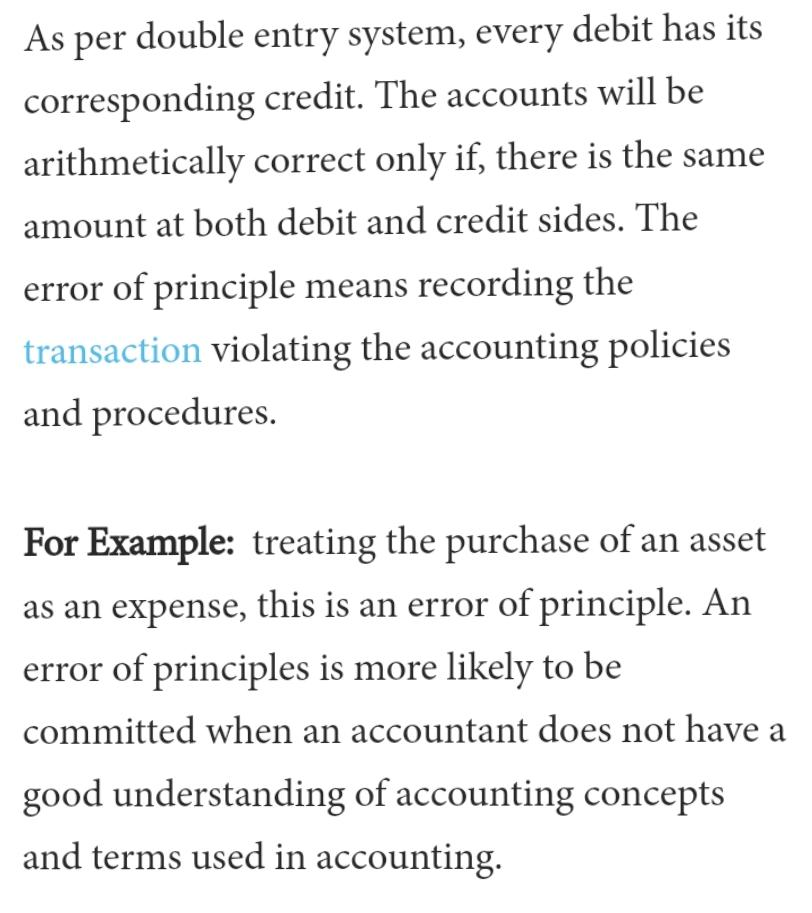 As per double entry system, every debit has its
corresponding credit. The accounts will be
arithmetically correct only if, there is the same
amount at both debit and credit sides. The
error of principle means recording the
transaction violating the accounting policies
and procedures.
For Example: treating the purchase of an asset
as an expense, this is an error of principle. An
error of principles is more likely to be
committed when an accountant does not have a
good understanding of accounting concepts
and terms used in accounting.